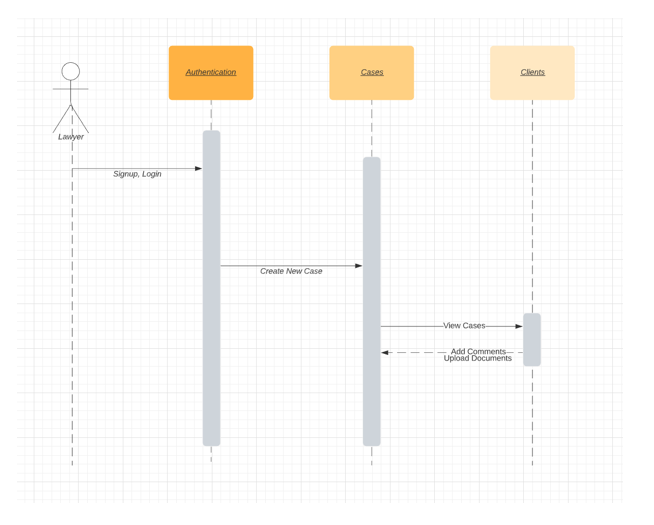 Authentication
Cases
Clients
Lawyer
Signup, Login
Create New Case
View Cases
Add Comments
Upload Documents